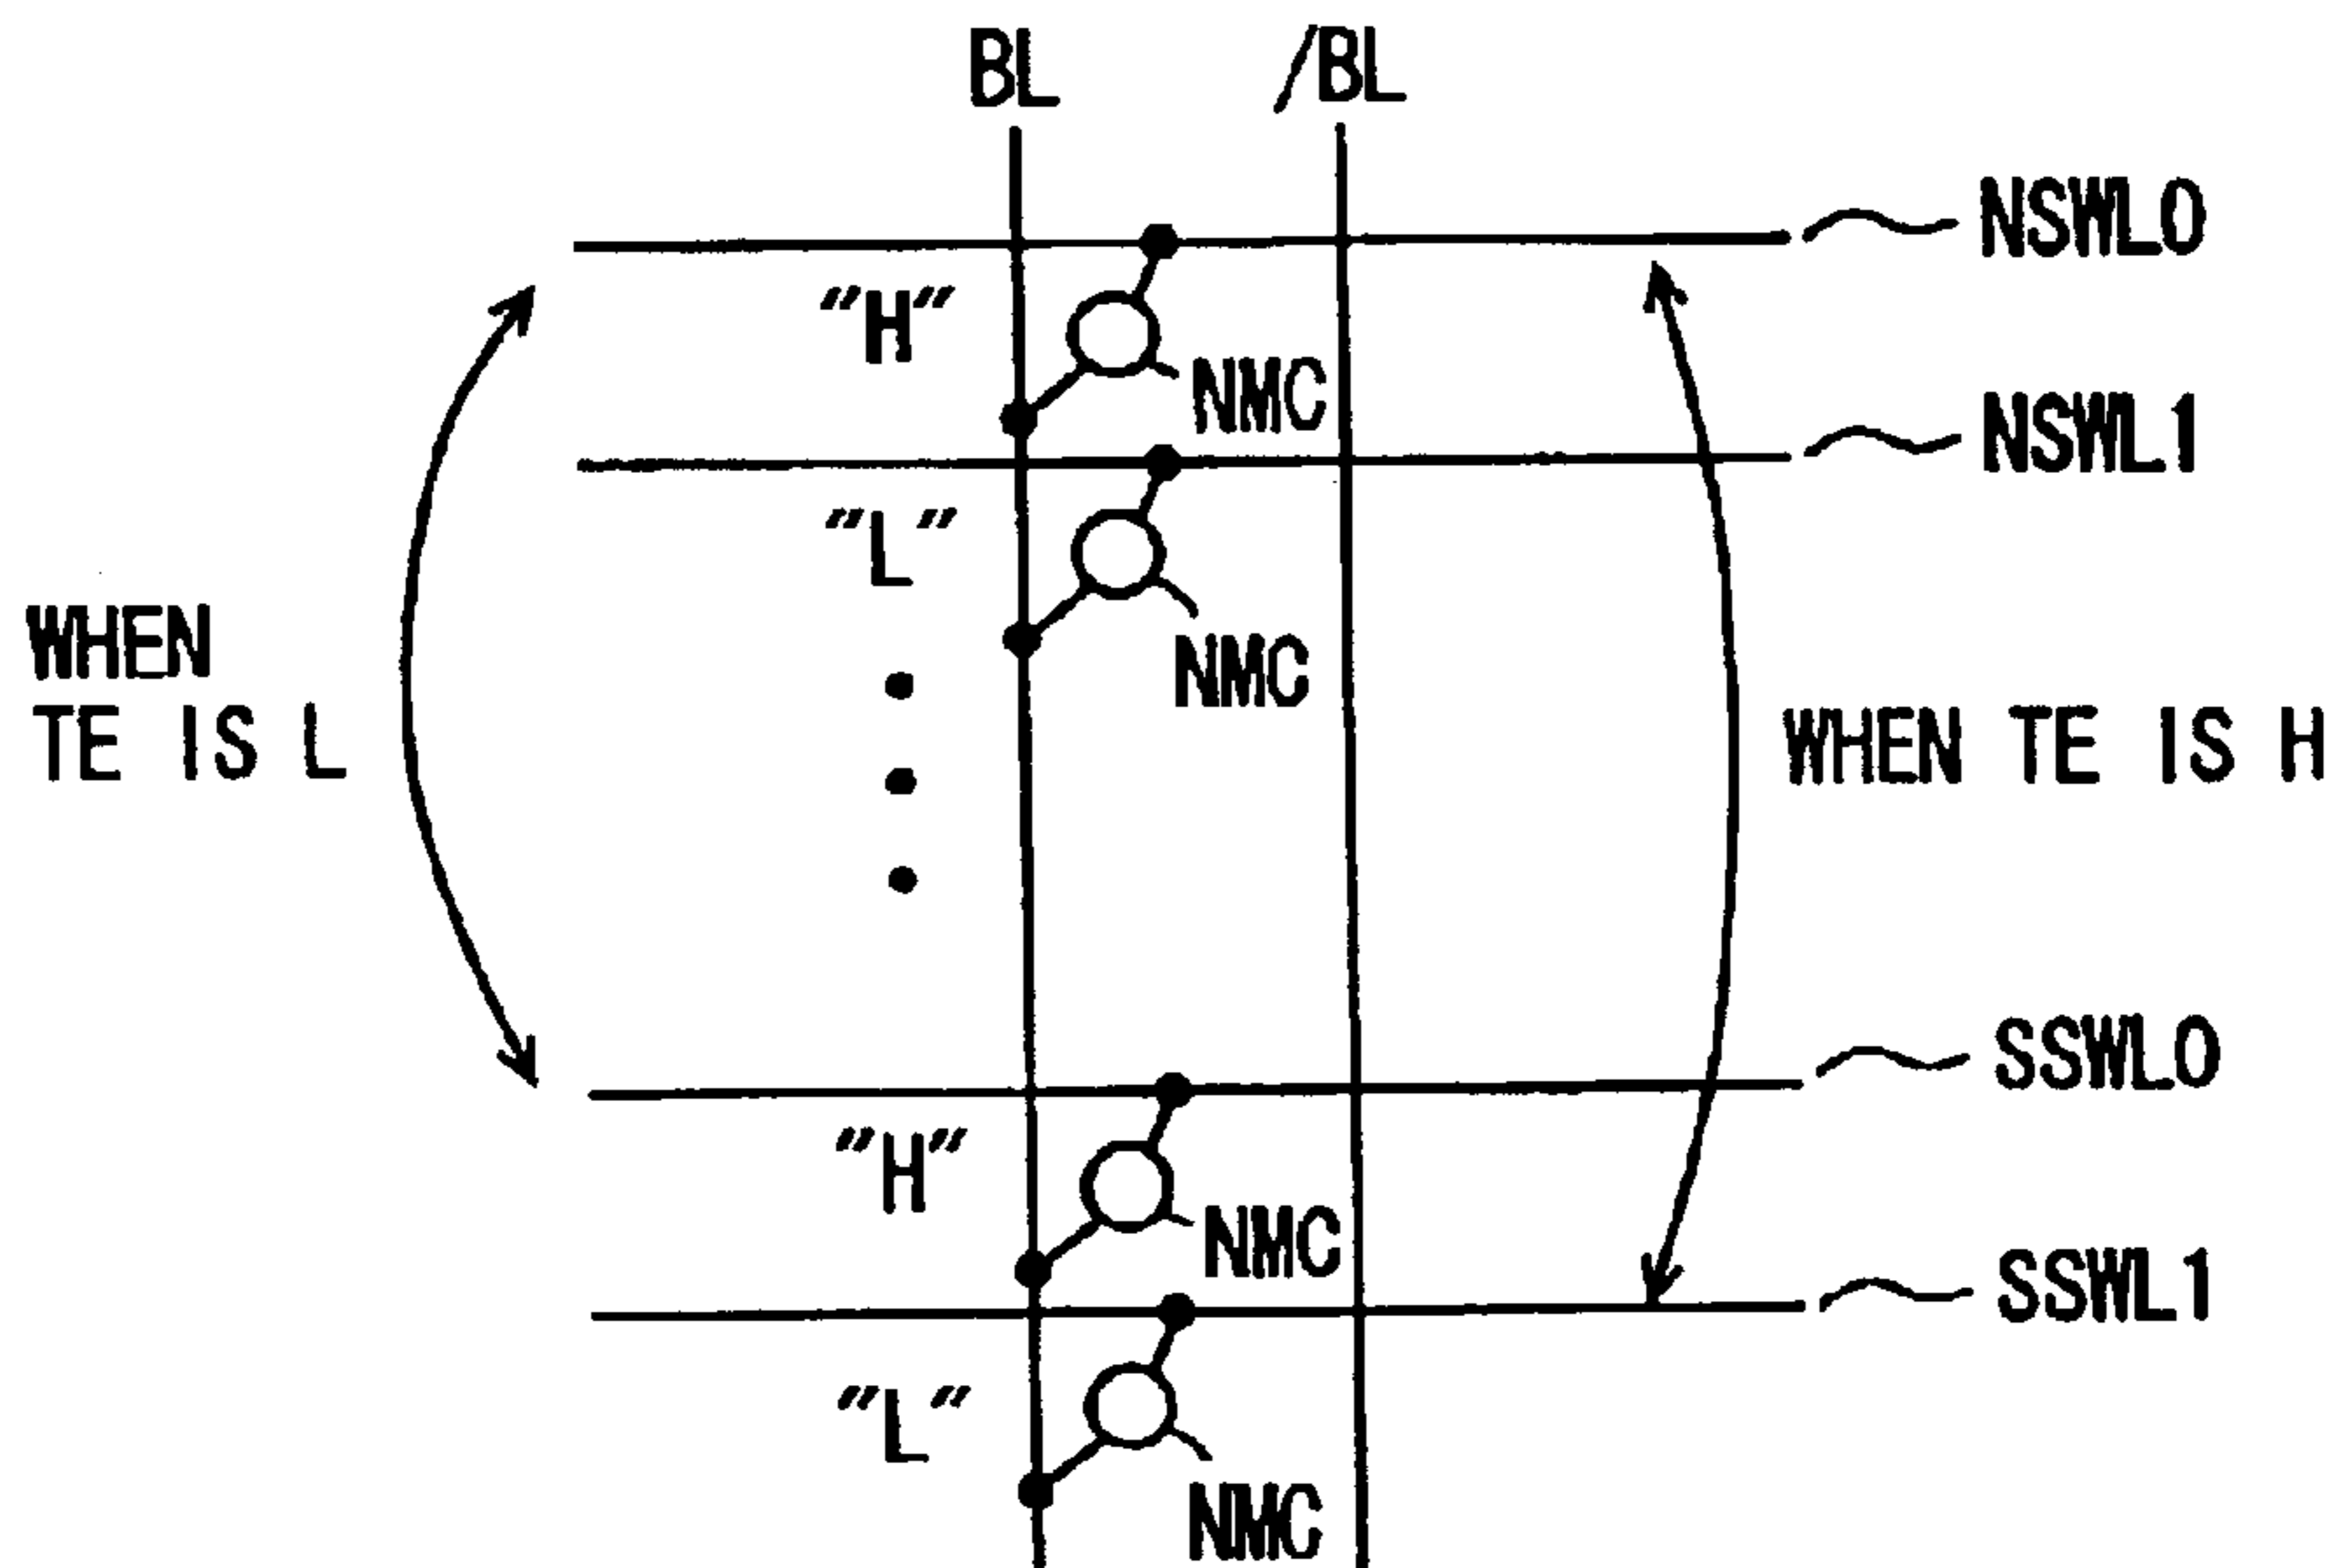 BL
/BL
NSWL0
"H"
NMC
NSWL1
"L"
NMC
WHEN
TE IS L
WHEN TE IS H
SSWL0
"H"
NMC
SSWL1
"L"
NMC